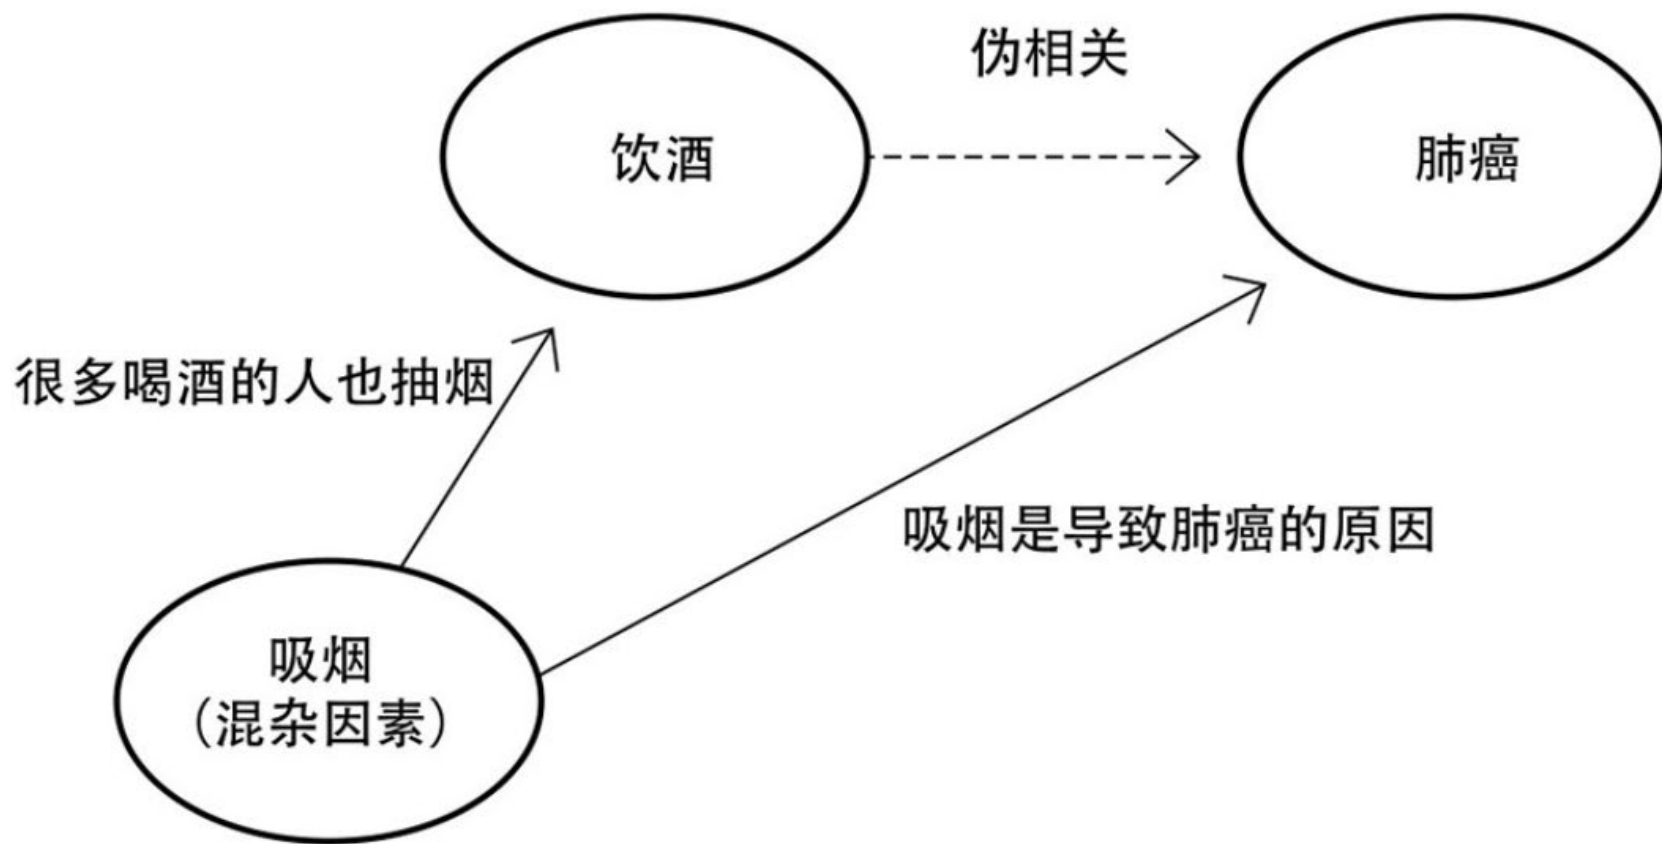 伪相关
饮酒
肺癌
很多喝酒的人也抽烟
吸烟是导致肺癌的原因
吸烟
（混杂因素）